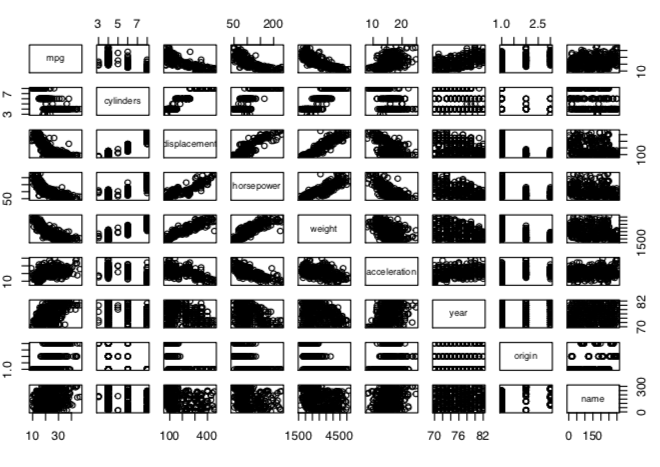 3 5 7 50 200 10 20 1.0 2.5
mpg
10
3 7
cylinders
displacement
100
50
horsepower
weight
1500
10
acceleration
year
70 82
1.0
origin
name
0 300
10 30 100 400 1500 4500 70 76 82 0 150